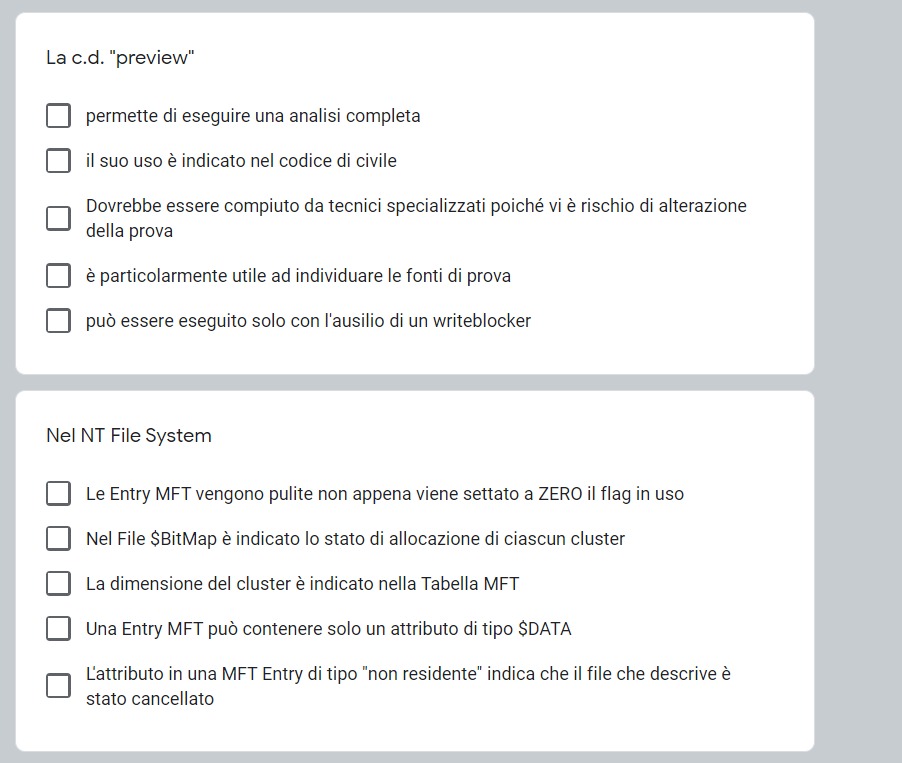 La c.d. "preview"
permette di eseguire una analisi completa
il suo uso è indicato nel codice di civile
Dovrebbe essere compiuto da tecnici specializzati poiché vi è rischio di alterazione
della prova
è particolarmente utile ad individuare le fonti di prova
può essere eseguito solo con l'ausilio di un writeblocker
Nel NT File System
Le Entry MFT vengono pulite non appena viene settato a ZERO il flag in uso
Nel File $BitMap è indicato lo stato di allocazione di ciascun cluster
La dimensione del cluster è indicato nella Tabella MFT
Una Entry MFT può contenere solo un attributo di tipo $DATA
L'attributo in una MFT Entry di tipo "non residente" indica che il file che descrive è
stato cancellato